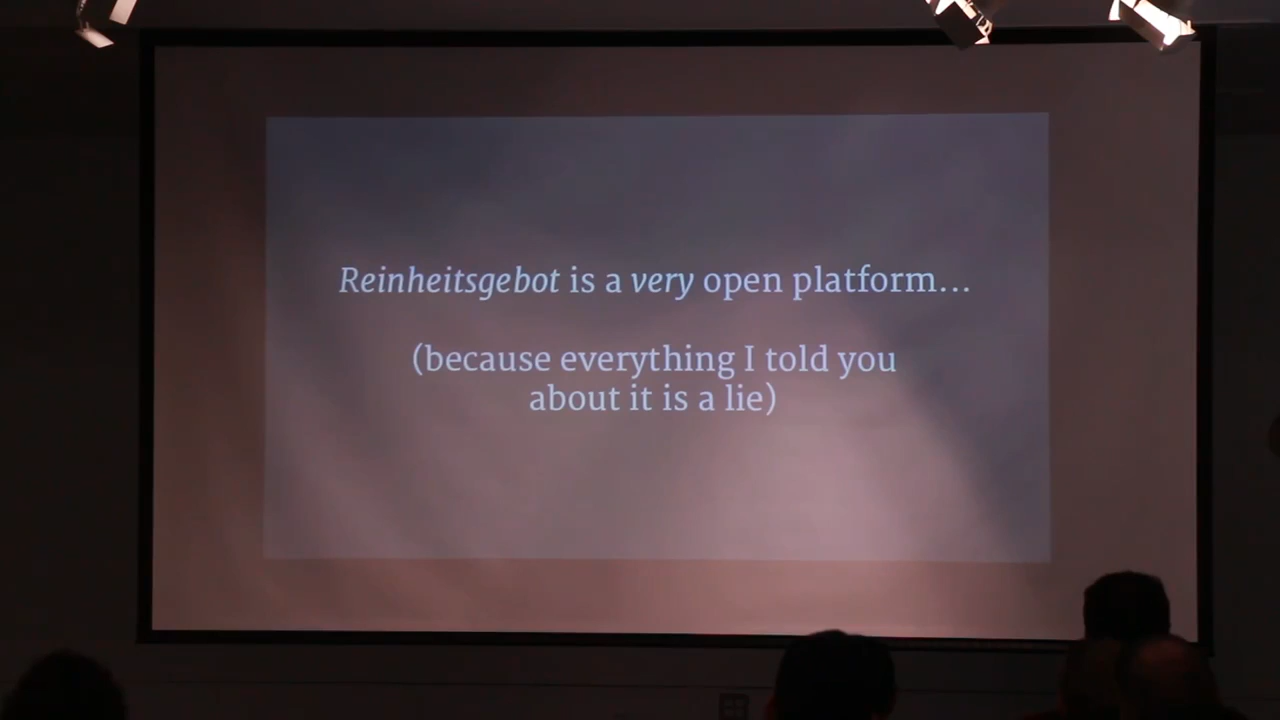 Reinheitsgebot is a very open platform...
(because everything I told you
about it is a lie)